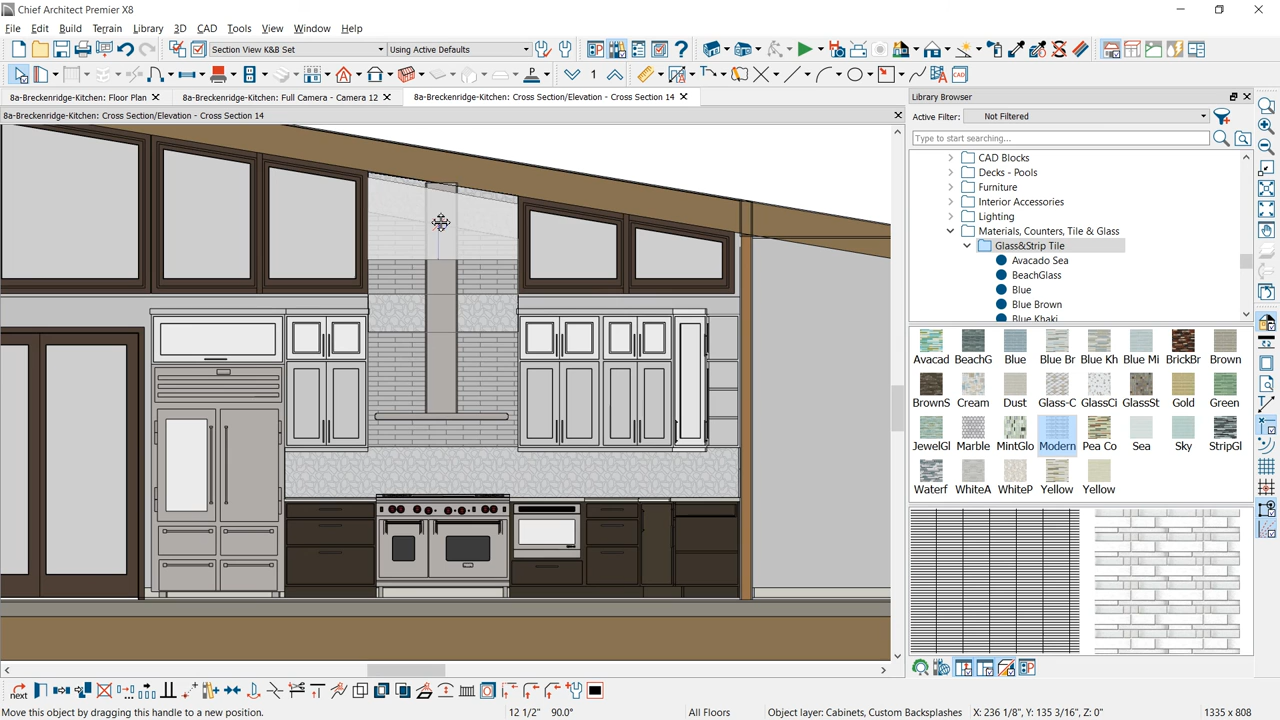 Chief Architect Premier X8
File Edit Build Terrain Library 3D CAD Tools View Window Help
Section View K&B Set Using Active Defaults
1
8a-Breckenridge-Kitchen: Floor Plan 8a-Breckenridge-Kitchen: Full Camera - Camera 12 8a-Breckenridge-Kitchen: Cross Section/Elevation - Cross Section 14
8a-Breckenridge-Kitchen: Cross Section/Elevation - Cross Section 14
Library Browser
Active Filter: Not Filtered
Type to start searching...
CAD Blocks
Decks - Pools
Furniture
Interior Accessories
Lighting
Materials, Counters, Tile & Glass
Glass&Strip Tile
Avacado Sea
BeachGlass
Blue
Blue Brown
Blue Khaki
Avacad BeachG Blue Blue Br Blue Kh Blue Mi BrickBr Brown
BrownS Cream Dust Glass-C GlassCi GlassSt Gold Green
JewelGl Marble MintGlo Modern Pea Co Sea Sky StripGl
Waterf WhiteA WhiteP Yellow Yellow
next
Move this object by dragging this handle to a new position. 12 1/2" 90.0° All Floors Object layer: Cabinets, Custom Backsplashes X: 236 1/8", Y: 135 3/16", Z: 0" 1335 x 808